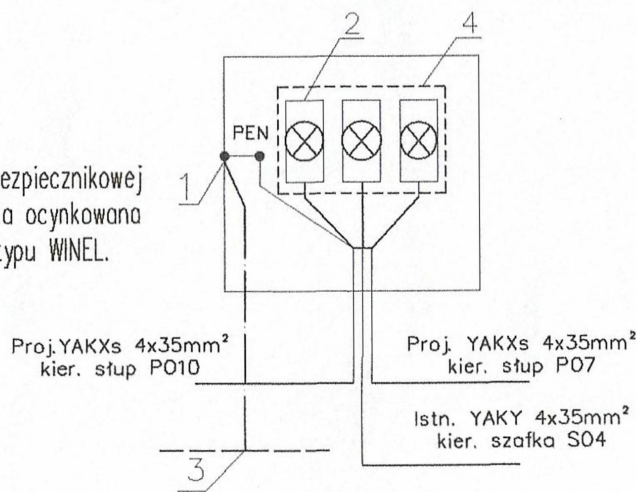 2
4
PEN
1
ezpiecznikowej
a ocynkowana
typu WINEL.
Proj.YAKXs 4x35mm²
kier. słup PO10
Proj. YAKXs 4x35mm²
kier. słup PO7
Istn. YAKY 4x35mm²
kier. szafka S04
3